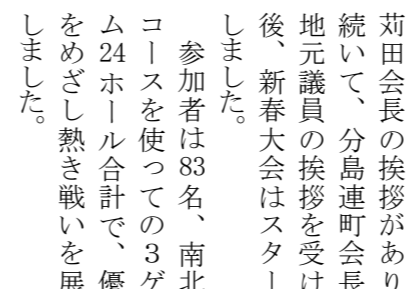 苅田会長の挨拶があり
続いて、分島連町会長
地元議員の挨拶を受け
後、新春大会はスター
しました。
参加者は83名、南北
コースを使っての３ゲ
ム24ホール合計で、優
をめざし熱き戦いを展
しました。